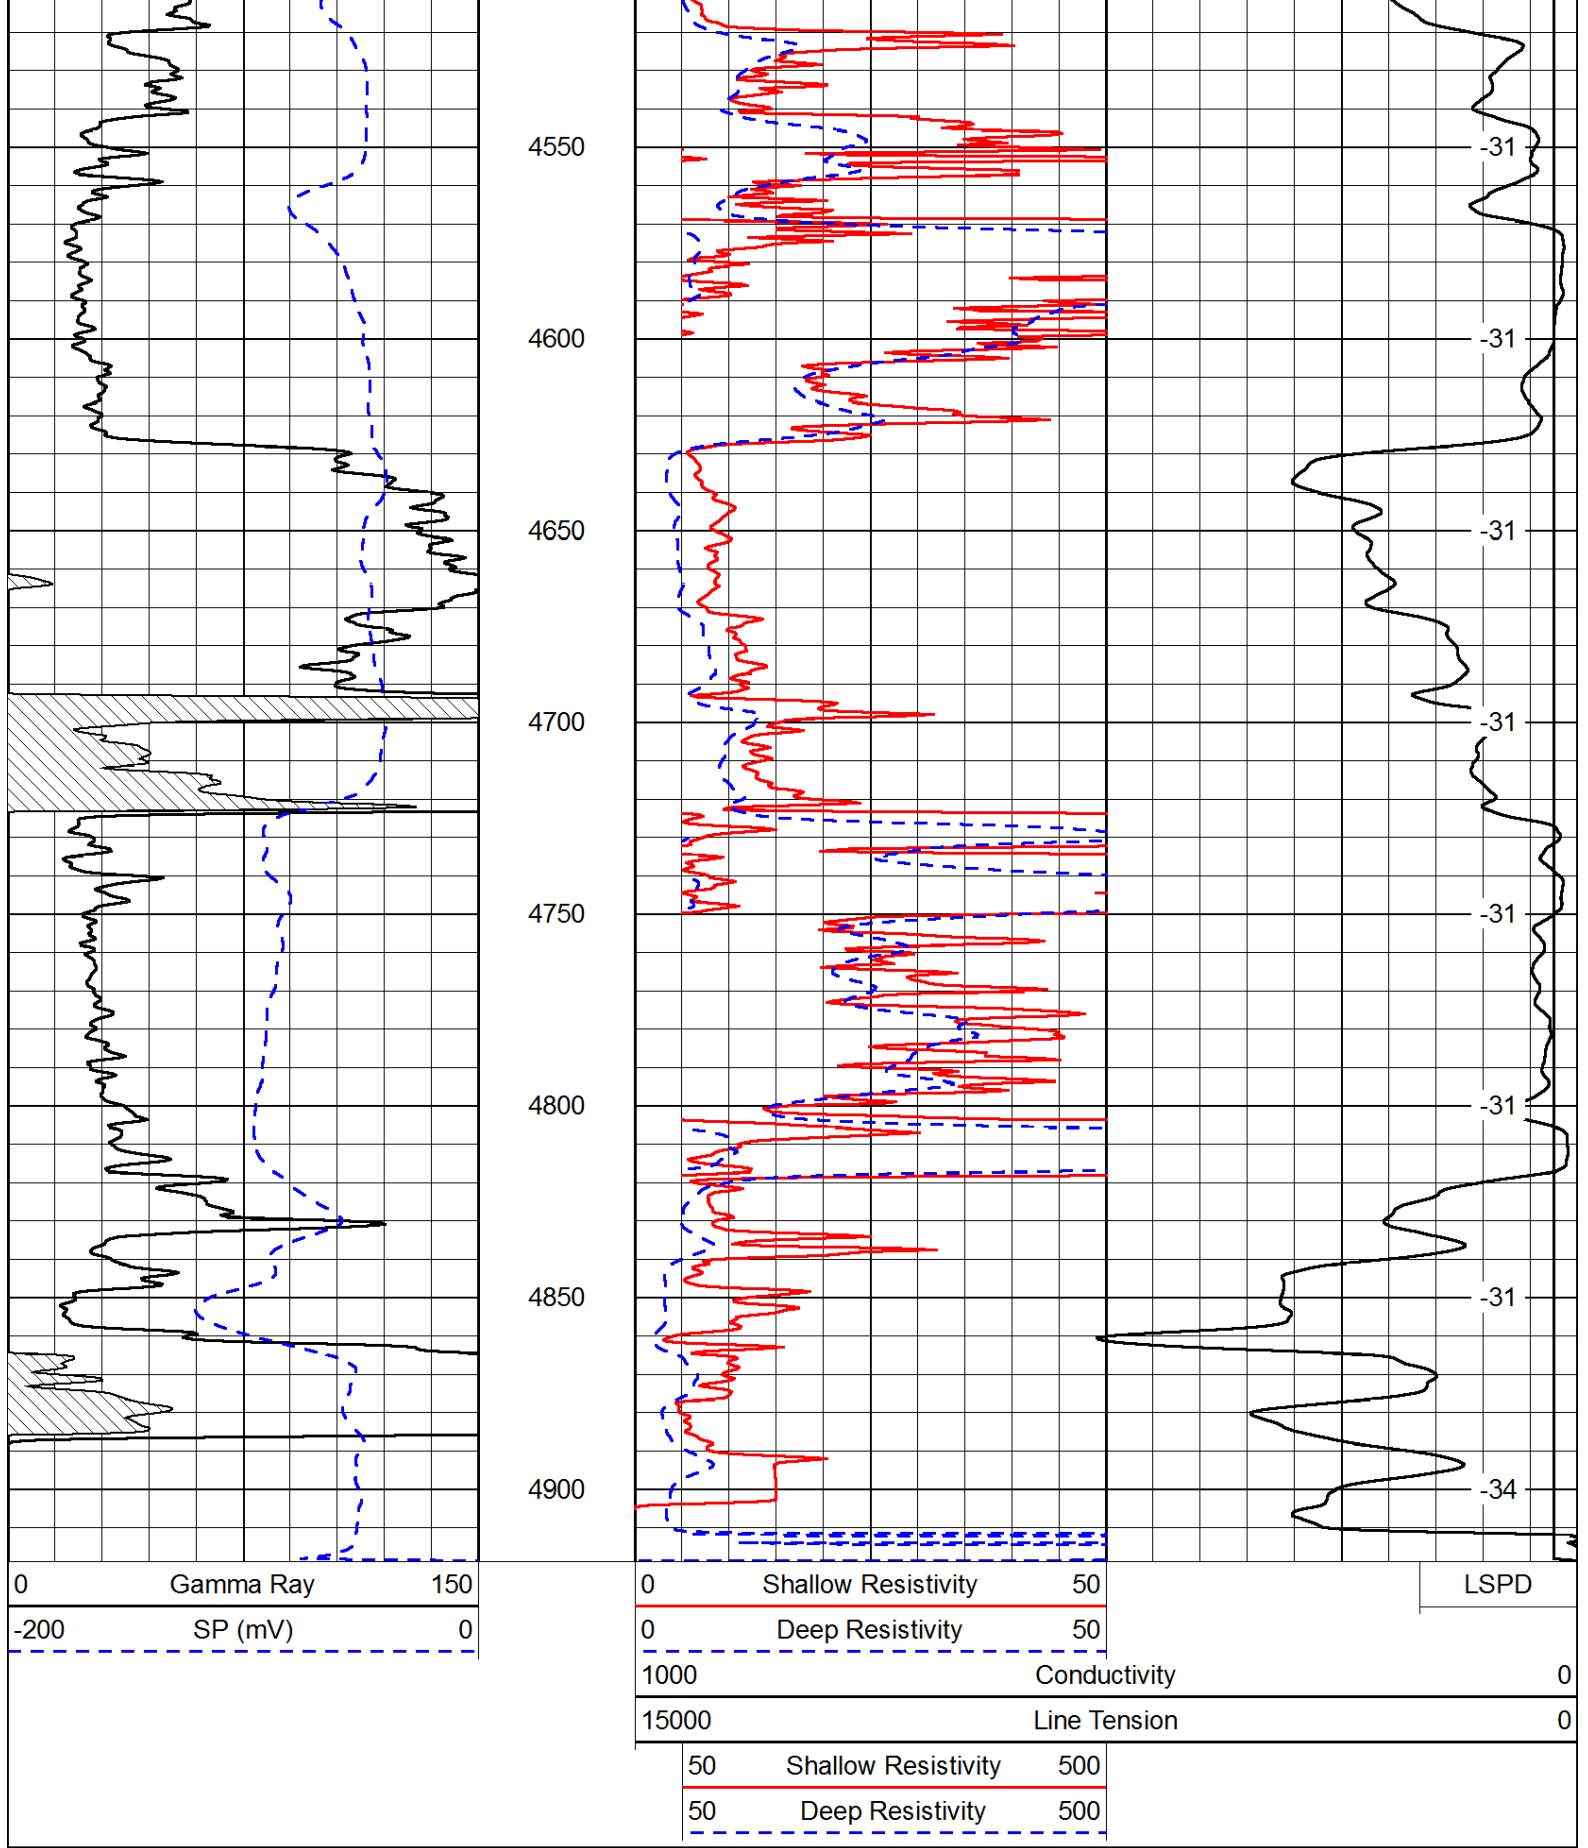 4550 -31
4600 -31
4650 -31
4700 -31
4750 -31
4800 -31
4850 -31
4900 -34
0 Gamma Ray 150
-200 SP (mV) 0
0 Shallow Resistivity 50
0 Deep Resistivity 50
LSPD
1000 Conductivity 0
15000 Line Tension 0
50 Shallow Resistivity 500
50 Deep Resistivity 500